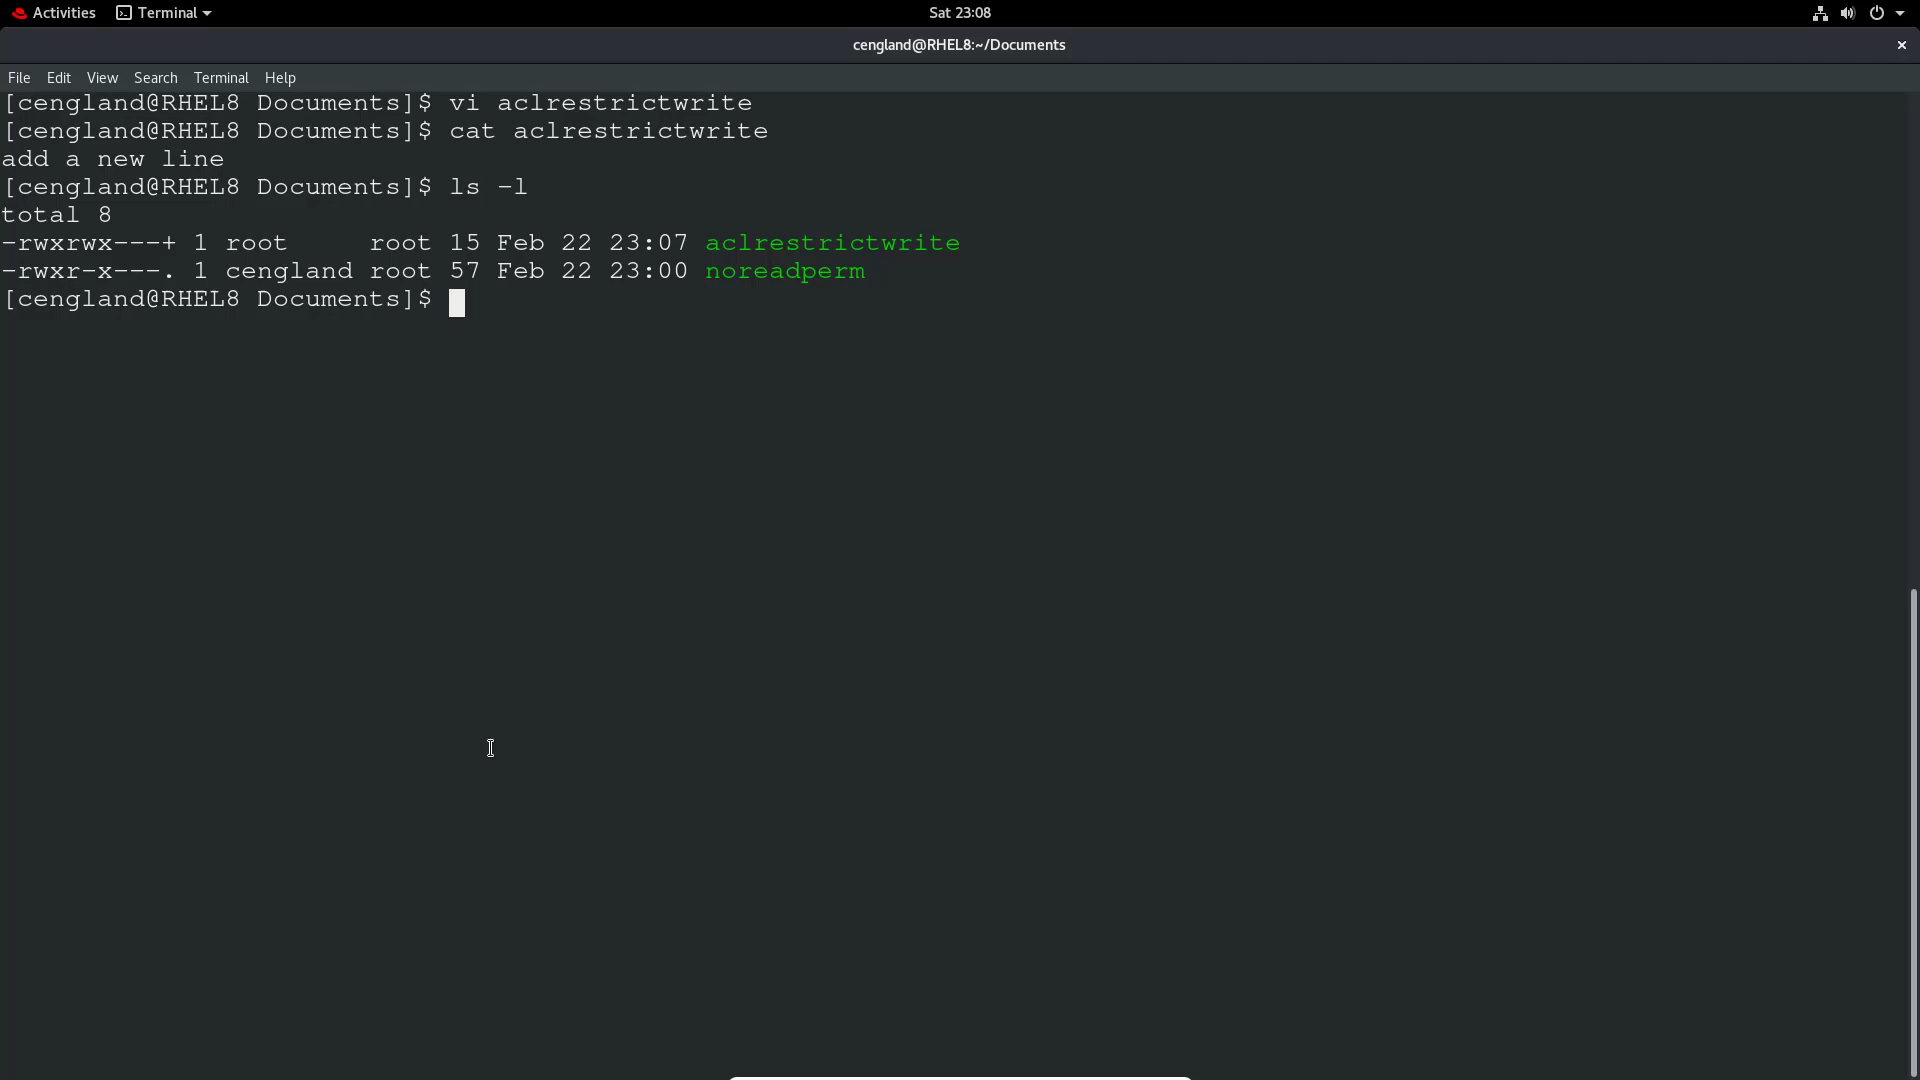 Activities Terminal Sat 23:08
cengland@RHEL8:~/Documents
File Edit View Search Terminal Help
[cengland@RHEL8 Documents]$ vi aclrestrictwrite
[cengland@RHEL8 Documents]$ cat aclrestrictwrite
add a new line
[cengland@RHEL8 Documents]$ ls -l
total 8
-rwxrwx---+ 1 root     root 15 Feb 22 23:07 aclrestrictwrite
-rwxr-x---. 1 cengland root 57 Feb 22 23:00 noreadperm
[cengland@RHEL8 Documents]$